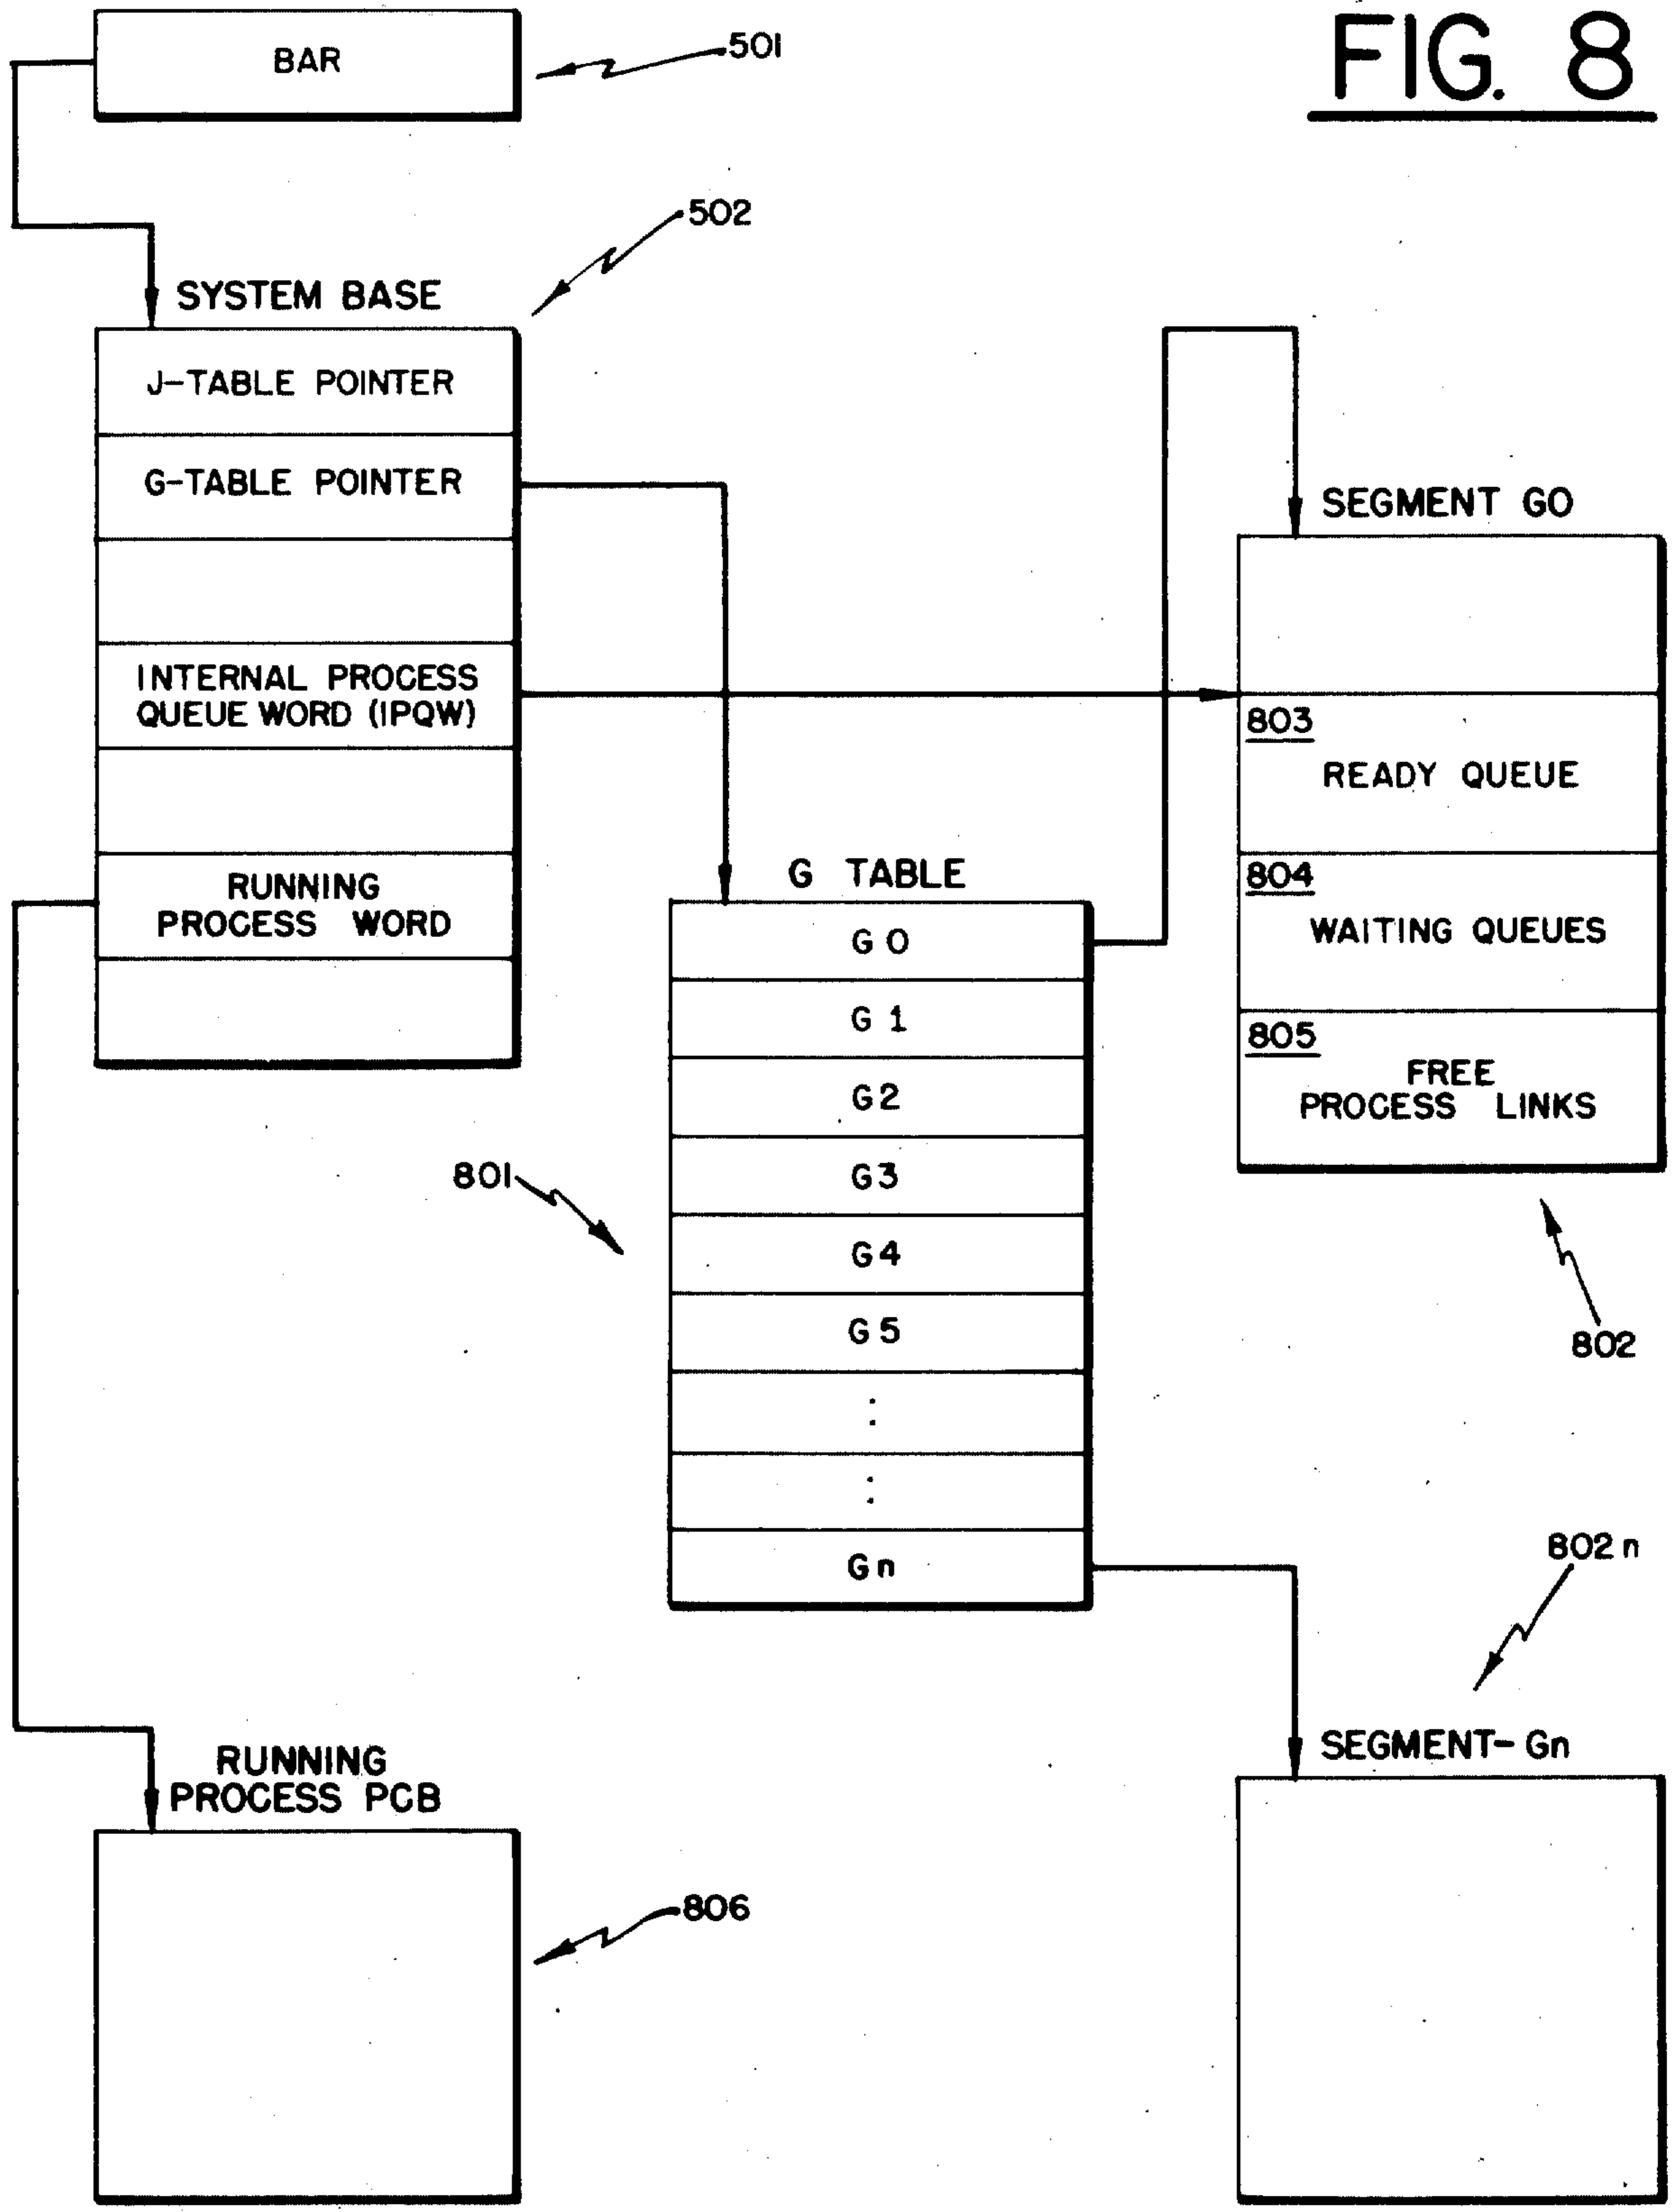 FIG. 8
BAR
501
502
SYSTEM BASE
J-TABLE POINTER
G-TABLE POINTER
INTERNAL PROCESS
QUEUE WORD (IPQW)
RUNNING
PROCESS WORD
SEGMENT GO
803
READY QUEUE
804
WAITING QUEUES
805
FREE
PROCESS LINKS
802
G TABLE
G 0
G 1
G2
G3
G4
G5
:
:
Gn
801
802n
SEGMENT-Gn
RUNNING
PROCESS PCB
806